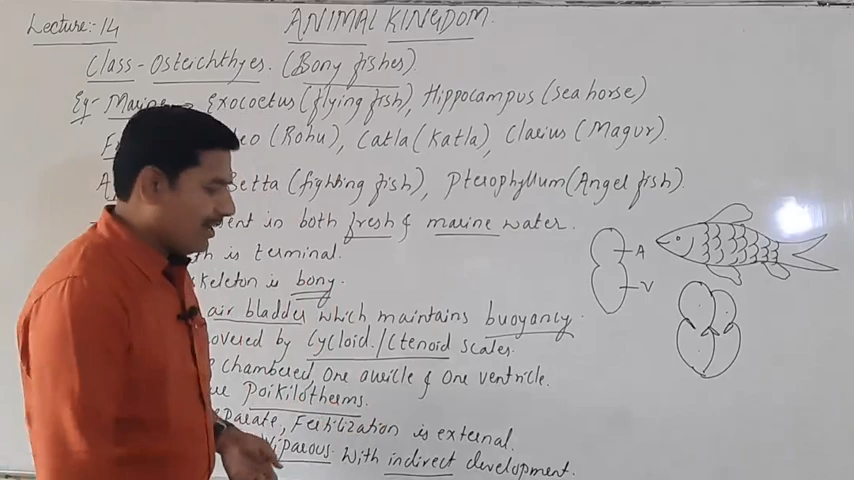 Lecture:- 14
ANIMAL KINGDOM.
Class - Osteichthyes. (Bony fishes).
Eg- Marine → Exocoetus (flying fish), Hippocampus (Sea horse)
(Rohu), Catla (Katla), Clarius (Magur).
Betta (fighting fish), Pterophyllum (Angel fish).
in both fresh & marine water.
is terminal.
skeleton is bony.
air bladder which maintains buoyancy.
covered by Cycloid/Ctenoid scales.
chambered, one auricle & one ventricle.
Poikilotherms.
Separate, Fertilization is external.
with indirect development.
A
V